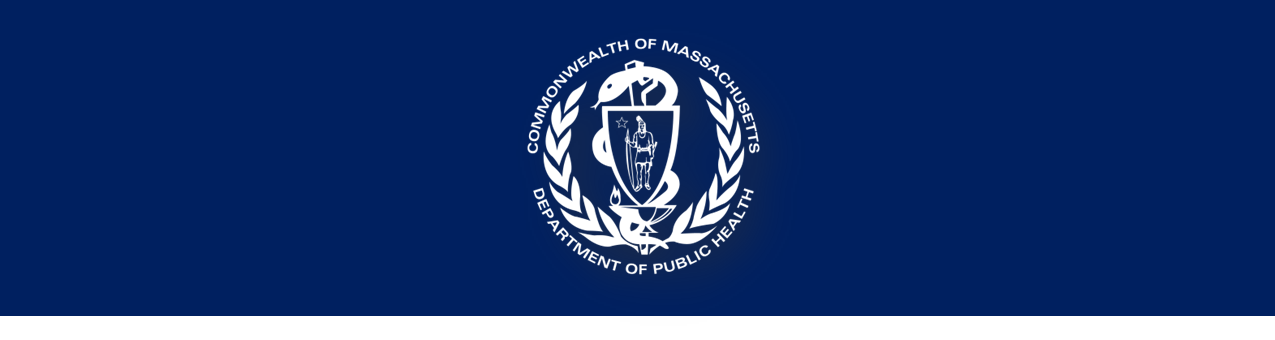 COMMONWEALTH OF MASSACHUSETTS
DEPARTMENT OF PUBLIC HEALTH